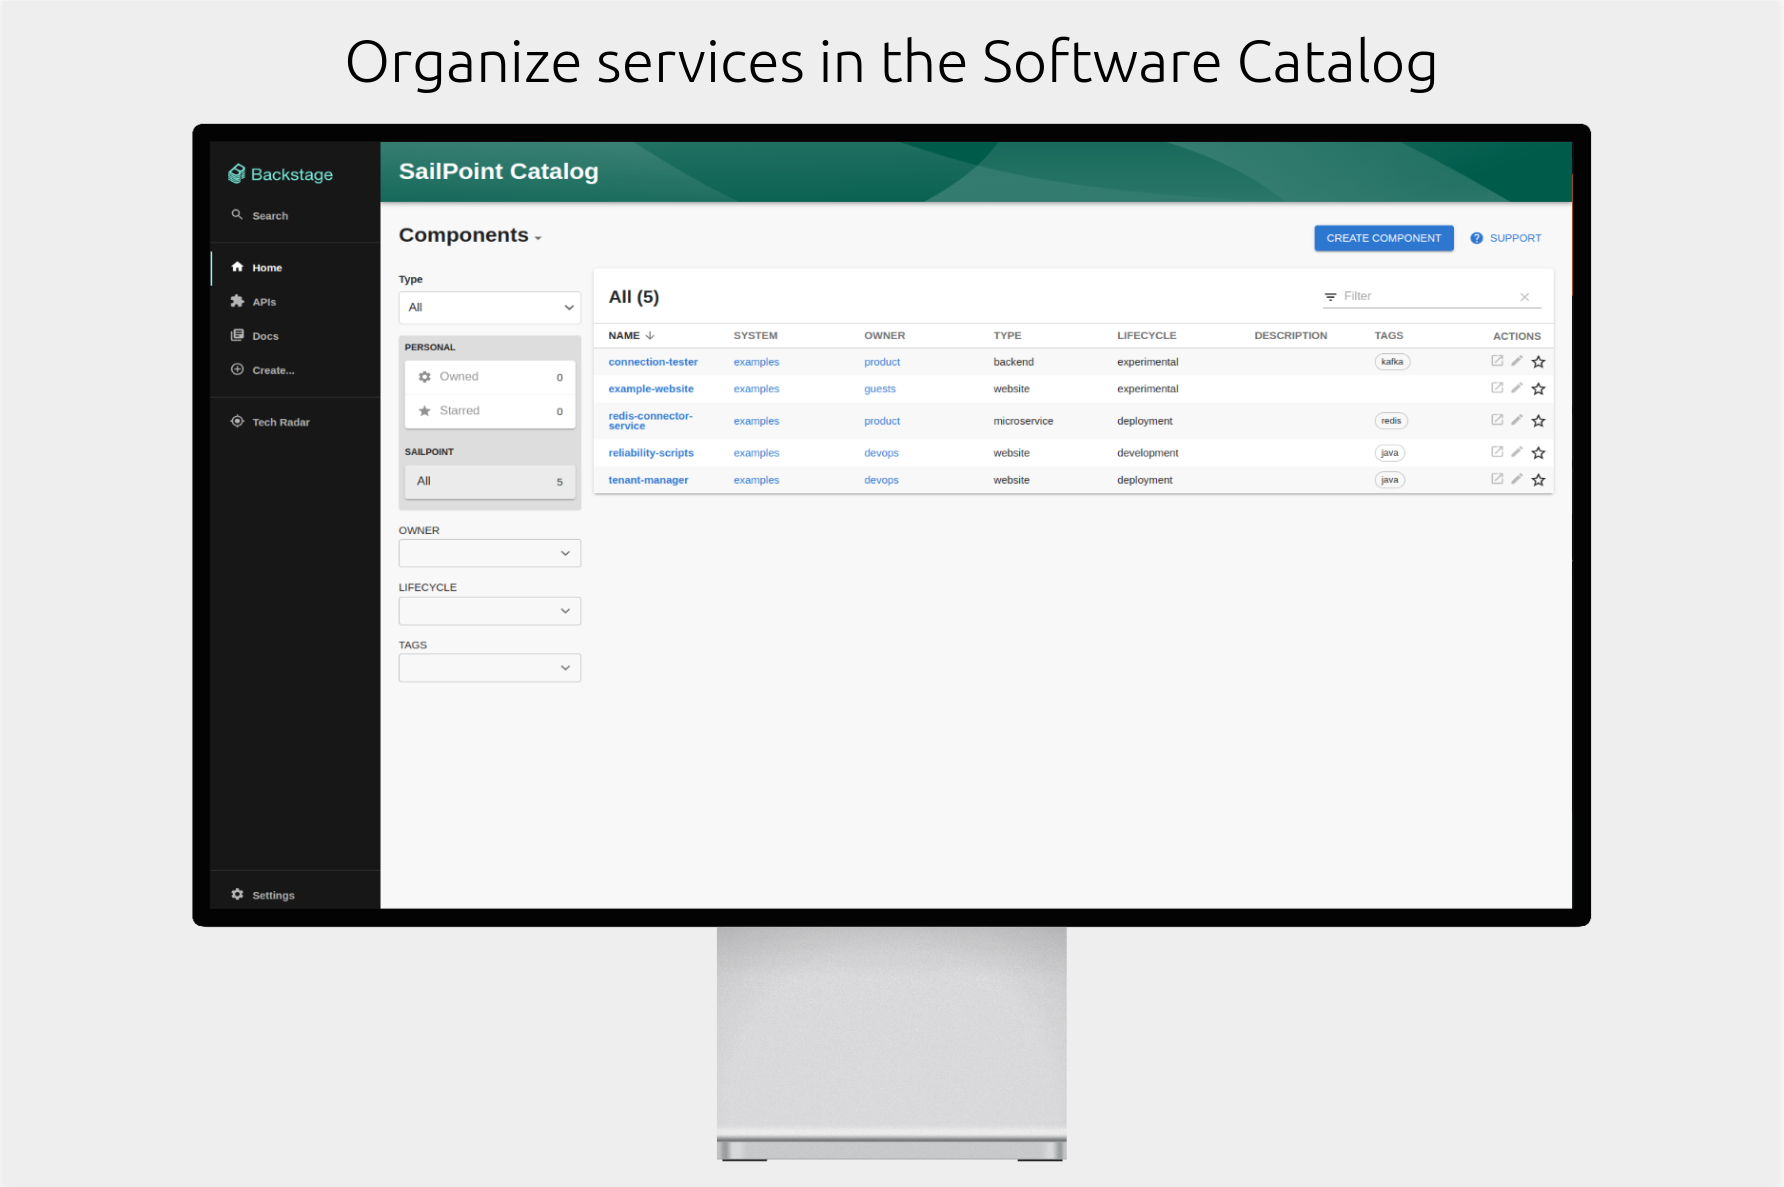 Organize services in the Software Catalog
Backstage
Search
Home
APIs
Docs
Create...
Tech Radar
Settings
SailPoint Catalog
Components
CREATE COMPONENT
SUPPORT
Type
All
PERSONAL
Owned 0
Starred 0
SAILPOINT
All 5
OWNER
LIFECYCLE
TAGS
All (5)
Filter
NAME SYSTEM OWNER TYPE LIFECYCLE DESCRIPTION TAGS ACTIONS
connection-tester examples product backend experimental kafka
example-website examples guests website experimental
redis-connector-
service examples product microservice deployment redis
reliability-scripts examples devops website development java
tenant-manager examples devops website deployment java